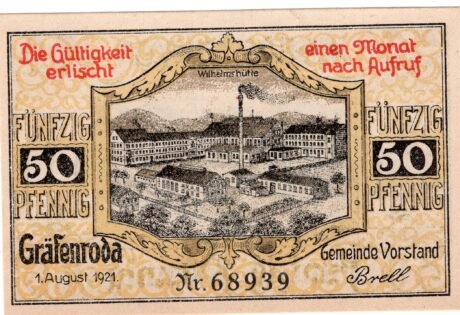 Die Gültigkeit
erlischt
einen Monat
nach Aufruf
Wilhelmshütte
FÜNFZIG
50
PFENNIG
FÜNFZIG
50
PFENNIG
Gräfenroda
1. August 1921.
Nr. 68939
Gemeinde Vorstand
Brell